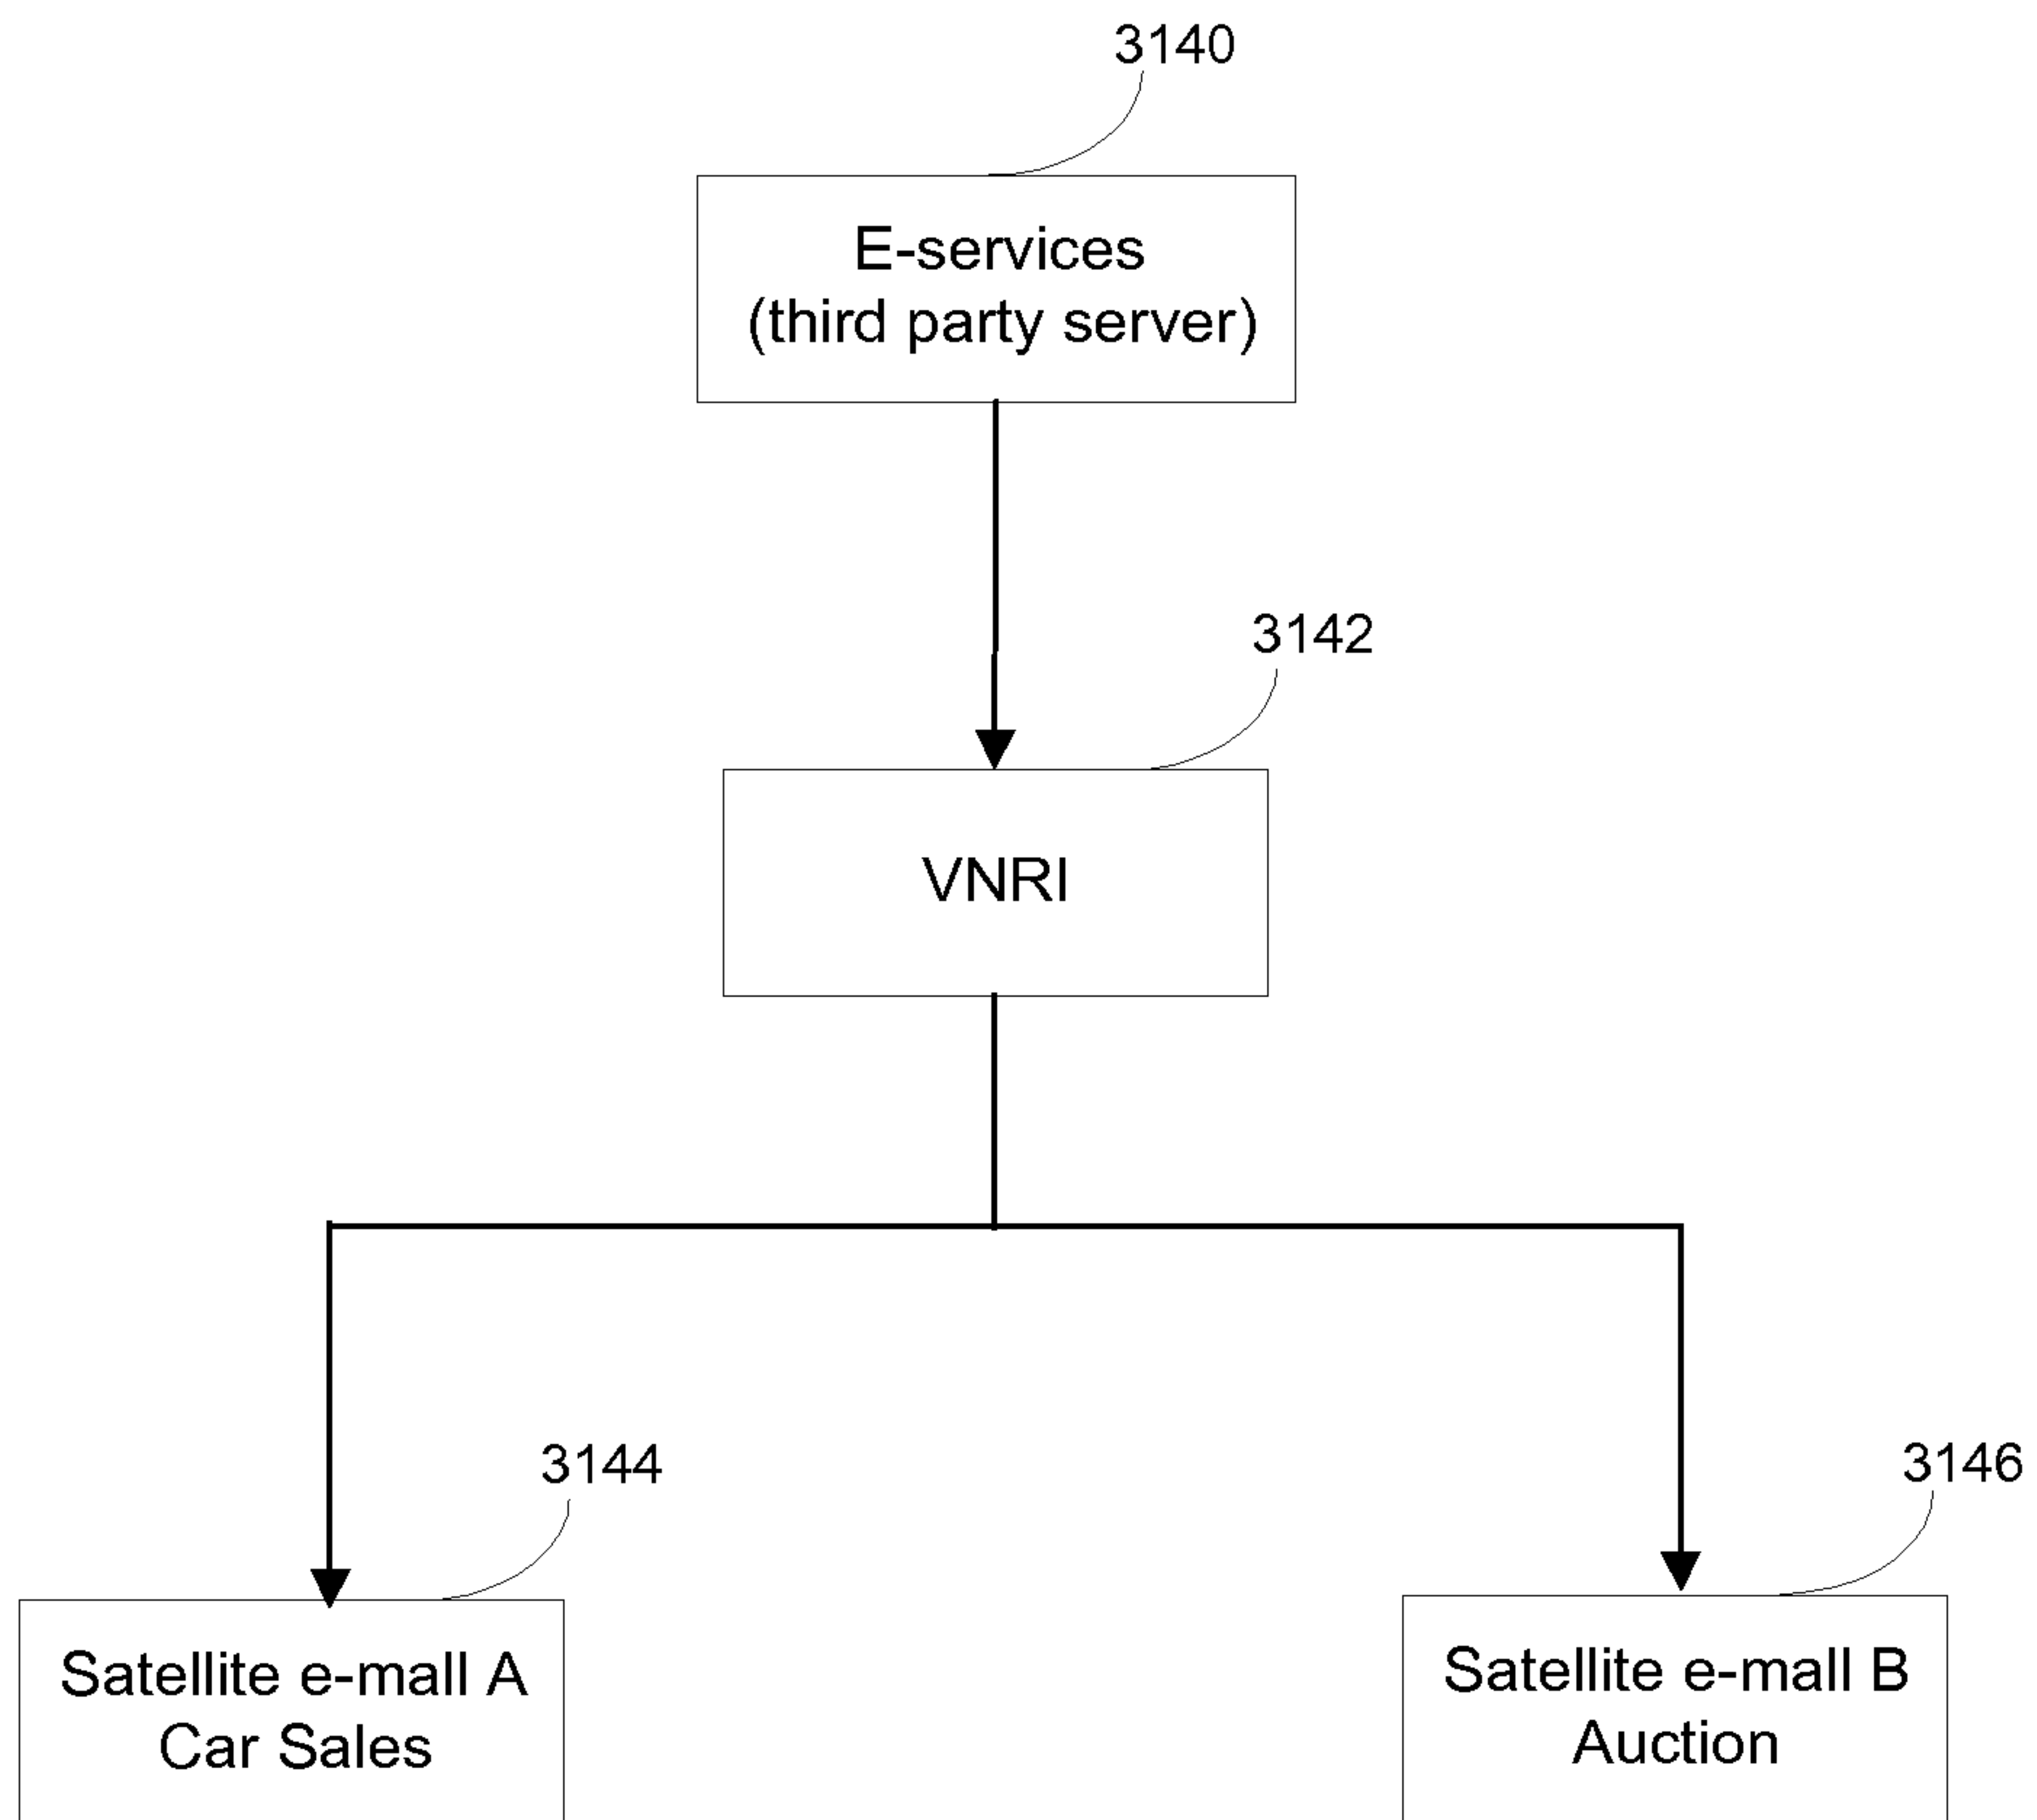 3140
E-services
(third party server)
3142
VNRI
3144
3146
Satellite e-mall A
Car Sales
Satellite e-mall B
Auction